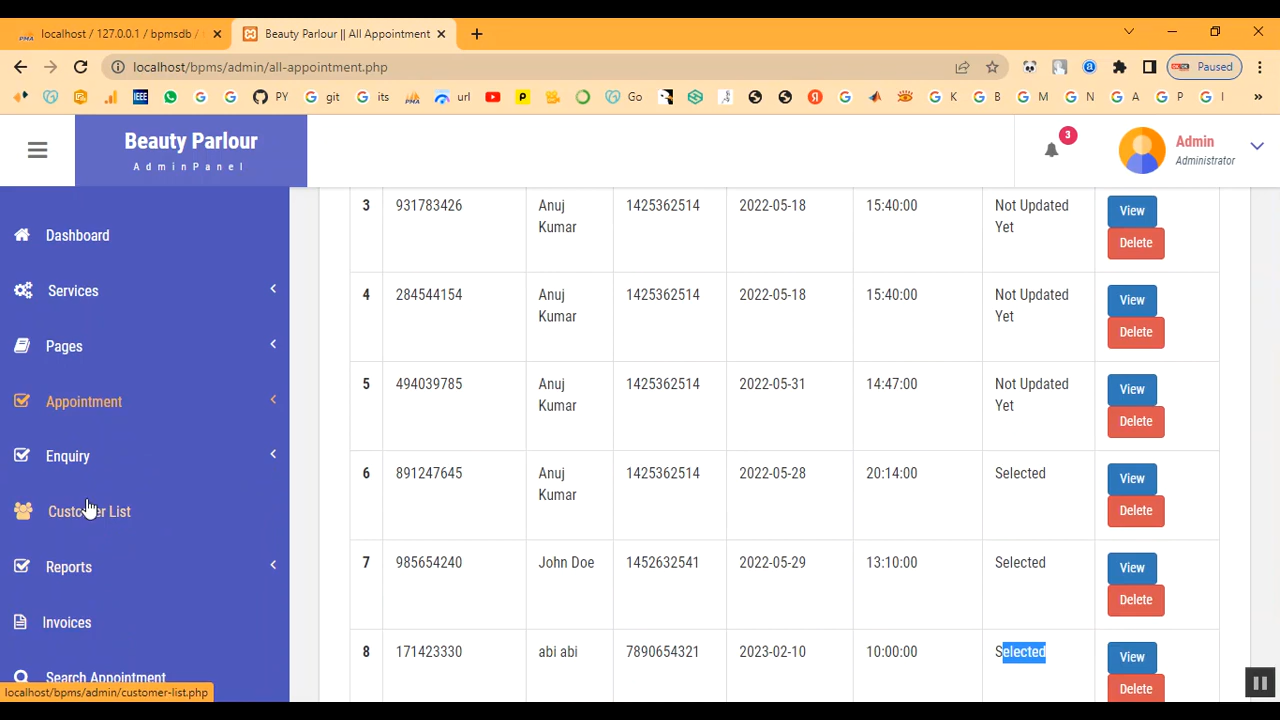 localhost / 127.0.0.1 / bpmsdb /
Beauty Parlour || All Appointment
localhost/bpms/admin/all-appointment.php
Paused
IEEE PY git its PMA url Go K B M N A P I »
Beauty Parlour
AdminPanel
3
Admin
Administrator
Dashboard
Services
Pages
Appointment
Enquiry
Customer List
Reports
Invoices
Search Appointment
3 931783426 Anuj Kumar 1425362514 2022-05-18 15:40:00 Not Updated Yet View Delete
4 284544154 Anuj Kumar 1425362514 2022-05-18 15:40:00 Not Updated Yet View Delete
5 494039785 Anuj Kumar 1425362514 2022-05-31 14:47:00 Not Updated Yet View Delete
6 891247645 Anuj Kumar 1425362514 2022-05-28 20:14:00 Selected View Delete
7 985654240 John Doe 1452632541 2022-05-29 13:10:00 Selected View Delete
8 171423330 abi abi 7890654321 2023-02-10 10:00:00 Selected View Delete
localhost/bpms/admin/customer-list.php